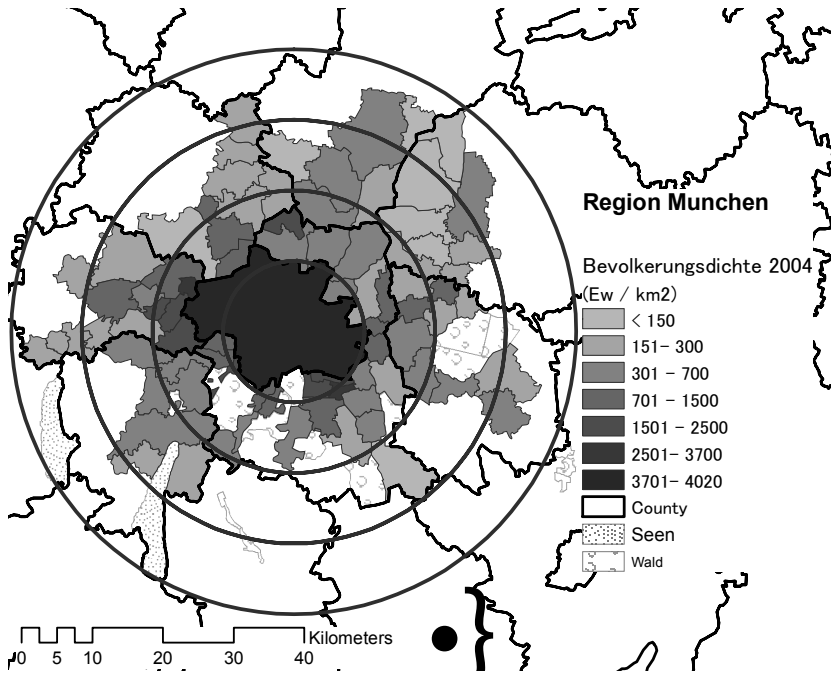 Region Munchen
Bevolkerungsdichte 2004
(Ew / km2)
< 150
151– 300
301 – 700
701 – 1500
1501 – 2500
2501– 3700
3701– 4020
County
Seen
Wald
Kilometers
0 5 10 20 30 40
}